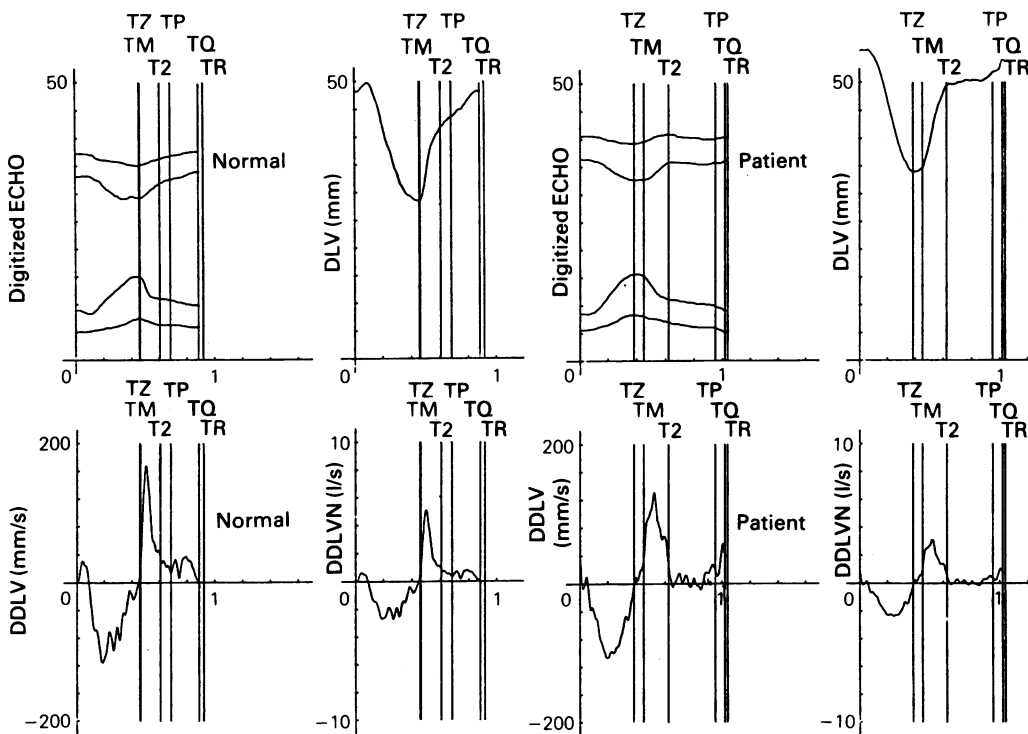 TZ TP
TM TQ
T2 TR
50
Digitized ECHO
Normal
0 1
TZ TP
TM TQ
T2 TR
50
DLV (mm)
TZ TP
TM TQ
T2 TR
50
Digitized ECHO
Patient
0 1
TZ TP
TM TQ
T2 TR
50
DLV (mm)
0 1
TZ TP
TM TQ
T2 TR
200
DDLV (mm/s)
Normal
0 1
-200
TZ TP
TM TQ
T2 TR
10
DDLVN (l/s)
0 1
-10
TZ TP
TM TQ
T2 TR
200
DDLV
(mm/s)
Patient
0 1
-200
TZ TP
TM TQ
T2 TR
10
DDLVN (l/s)
0 1
-10